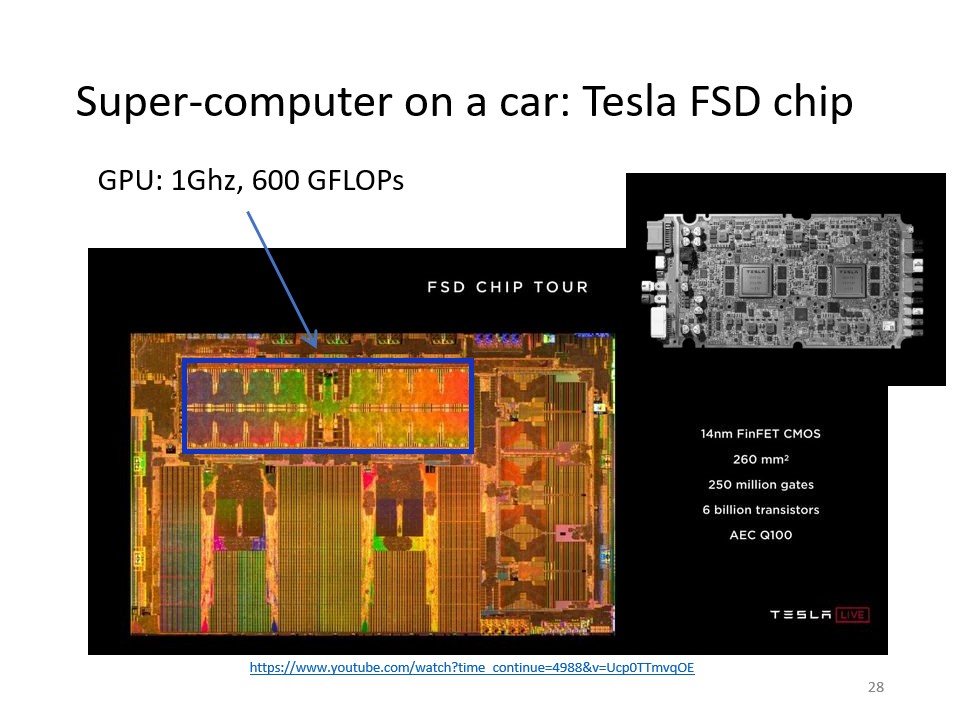 Super-computer on a car: Tesla FSD chip
GPU: 1Ghz, 600 GFLOPs
FSD CHIP TOUR
TESLA
TESLA
14nm FinFET CMOS
260 mm²
250 million gates
6 billion transistors
AEC Q100
TESLA LIVE
https://www.youtube.com/watch?time_continue=4988&v=Ucp0TTmvqOE
28